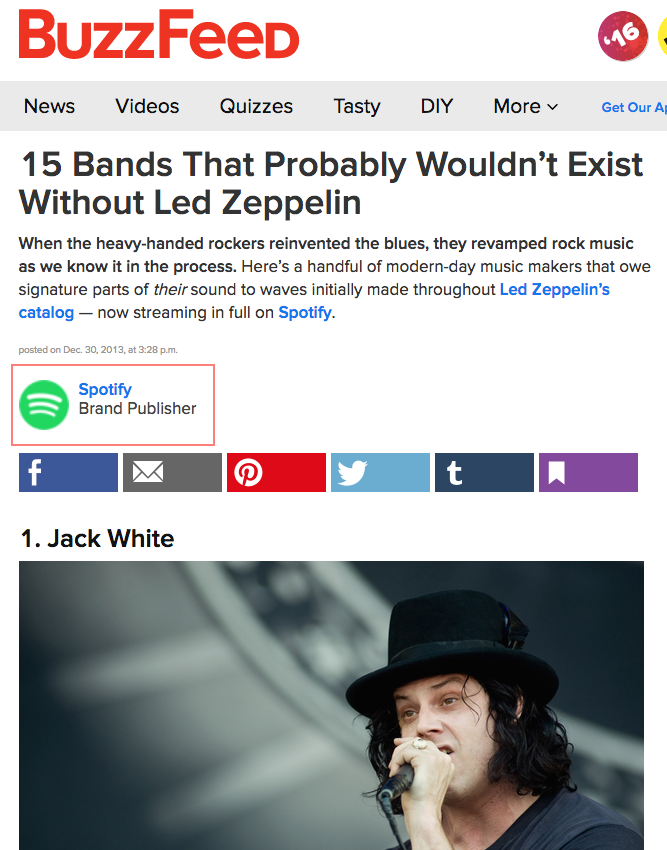 BuzzFeed
'16
News Videos Quizzes Tasty DIY More Get Our Ap
15 Bands That Probably Wouldn’t Exist
Without Led Zeppelin
When the heavy-handed rockers reinvented the blues, they revamped rock music
as we know it in the process. Here’s a handful of modern-day music makers that owe
signature parts of their sound to waves initially made throughout Led Zeppelin’s
catalog — now streaming in full on Spotify.
posted on Dec. 30, 2013, at 3:28 p.m.
Spotify
Brand Publisher
1. Jack White